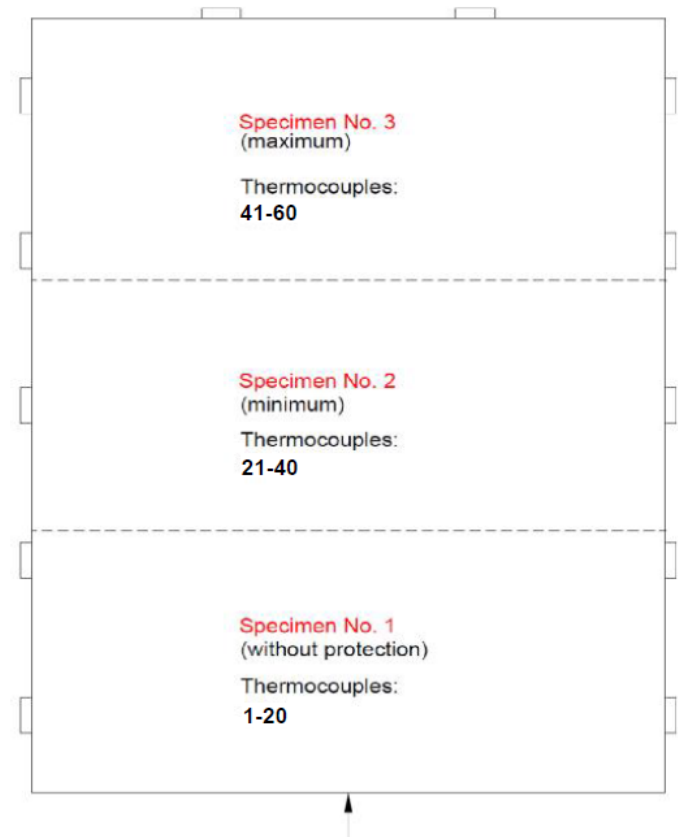 Specimen No. 3
(maximum)
Thermocouples:
41-60
Specimen No. 2
(minimum)
Thermocouples:
21-40
Specimen No. 1
(without protection)
Thermocouples:
1-20